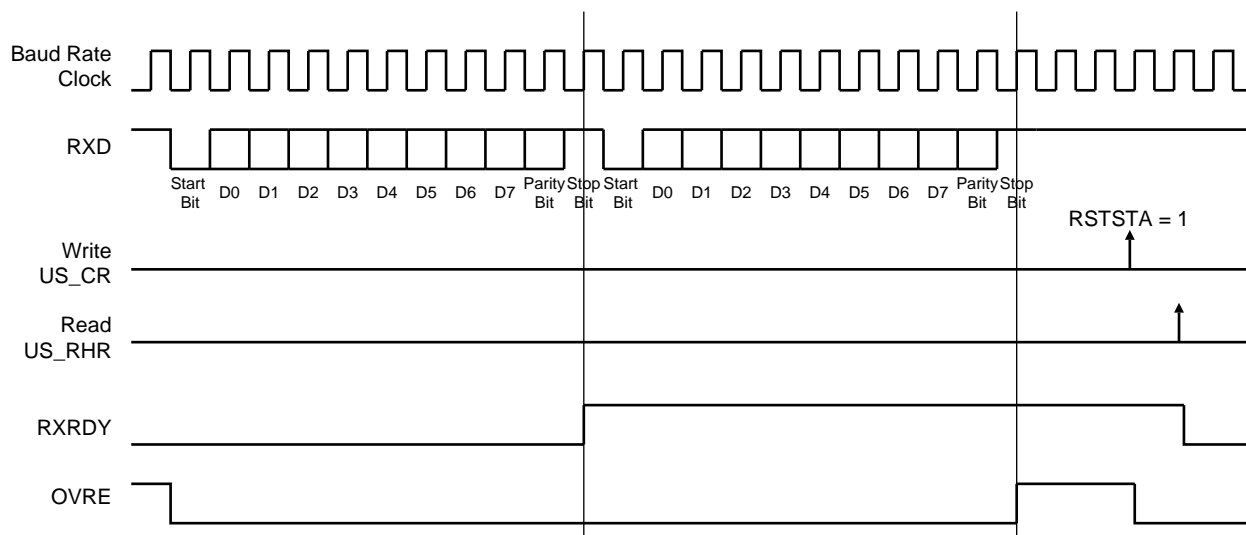 Baud Rate
Clock
RXD
Start
Bit
D0
D1
D2
D3
D4
D5
D6
D7
Parity
Bit
Stop
Bit
Start
Bit
D0
D1
D2
D3
D4
D5
D6
D7
Parity
Bit
Stop
Bit
RSTSTA = 1
Write
US_CR
Read
US_RHR
RXRDY
OVRE